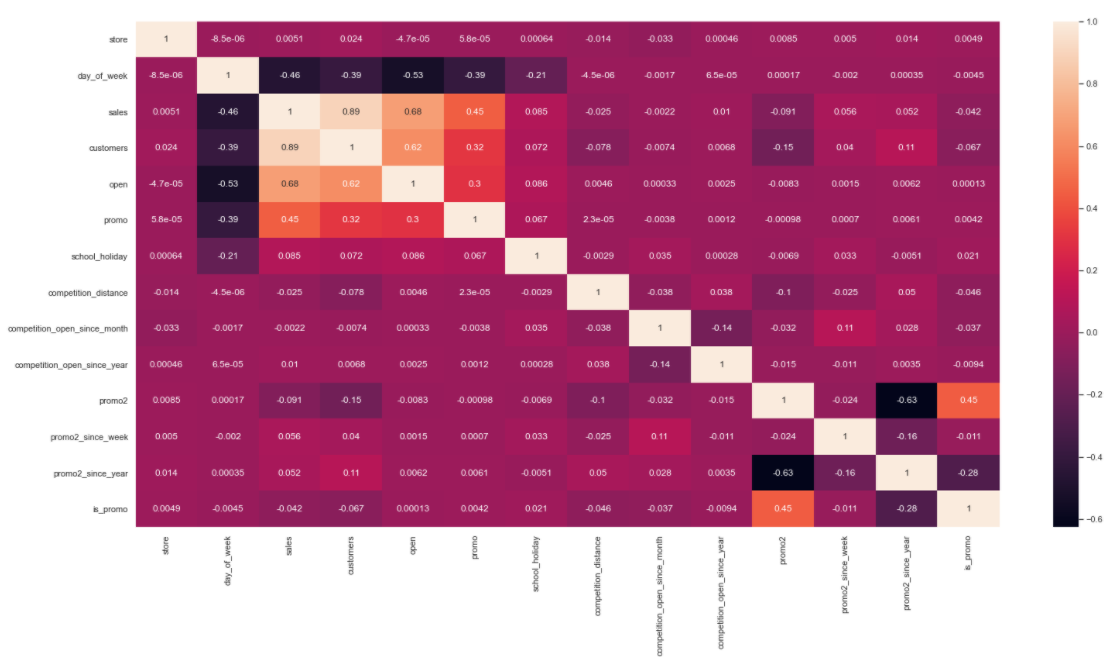 store 1 -8.5e-06 0.0051 0.024 -4.7e-05 5.8e-05 0.00064 -0.014 -0.033 0.00046 0.0085 0.005 0.014 0.0049
day_of_week -8.5e-06 1 -0.46 -0.39 -0.53 -0.39 -0.21 -4.5e-06 -0.0017 6.5e-05 0.00017 -0.002 0.00035 -0.0045
sales 0.0051 -0.46 1 0.89 0.68 0.45 0.085 -0.025 -0.0022 0.01 -0.091 0.056 0.052 -0.042
customers 0.024 -0.39 0.89 1 0.62 0.32 0.072 -0.078 -0.0074 0.0068 -0.15 0.04 0.11 -0.067
open -4.7e-05 -0.53 0.68 0.62 1 0.3 0.086 0.0046 0.00033 0.0025 -0.0083 0.0015 0.0062 0.00013
promo 5.8e-05 -0.39 0.45 0.32 0.3 1 0.067 2.3e-05 -0.0038 0.0012 -0.00098 0.0007 0.0061 0.0042
school_holiday 0.00064 -0.21 0.085 0.072 0.086 0.067 1 -0.0029 0.035 0.00028 -0.0069 0.033 -0.0051 0.021
competition_distance -0.014 -4.5e-06 -0.025 -0.078 0.0046 2.3e-05 -0.0029 1 -0.038 0.038 -0.1 -0.025 0.05 -0.046
competition_open_since_month -0.033 -0.0017 -0.0022 -0.0074 0.00033 -0.0038 0.035 -0.038 1 -0.14 -0.032 0.11 0.028 -0.037
competition_open_since_year 0.00046 6.5e-05 0.01 0.0068 0.0025 0.0012 0.00028 0.038 -0.14 1 -0.015 -0.011 0.0035 -0.0094
promo2 0.0085 0.00017 -0.091 -0.15 -0.0083 -0.00098 -0.0069 -0.1 -0.032 -0.015 1 -0.024 -0.63 0.45
promo2_since_week 0.005 -0.002 0.056 0.04 0.0015 0.0007 0.033 -0.025 0.11 -0.011 -0.024 1 -0.16 -0.011
promo2_since_year 0.014 0.00035 0.052 0.11 0.0062 0.0061 -0.0051 0.05 0.028 0.0035 -0.63 -0.16 1 -0.28
is_promo 0.0049 -0.0045 -0.042 -0.067 0.00013 0.0042 0.021 -0.046 -0.037 -0.0094 0.45 -0.011 -0.28 1
store
day_of_week
sales
customers
open
promo
school_holiday
competition_distance
competition_open_since_month
competition_open_since_year
promo2
promo2_since_week
promo2_since_year
is_promo
1.0
0.8
0.6
0.4
0.2
0.0
−0.2
−0.4
−0.6